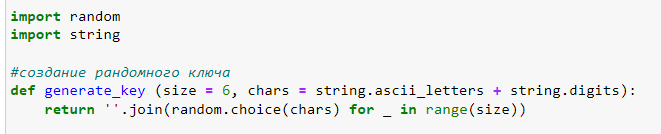 import random
import string
#создание рандомного ключа
def generate_key (size = 6, chars = string.ascii_letters + string.digits):
    return ''.join(random.choice(chars) for _ in range(size))